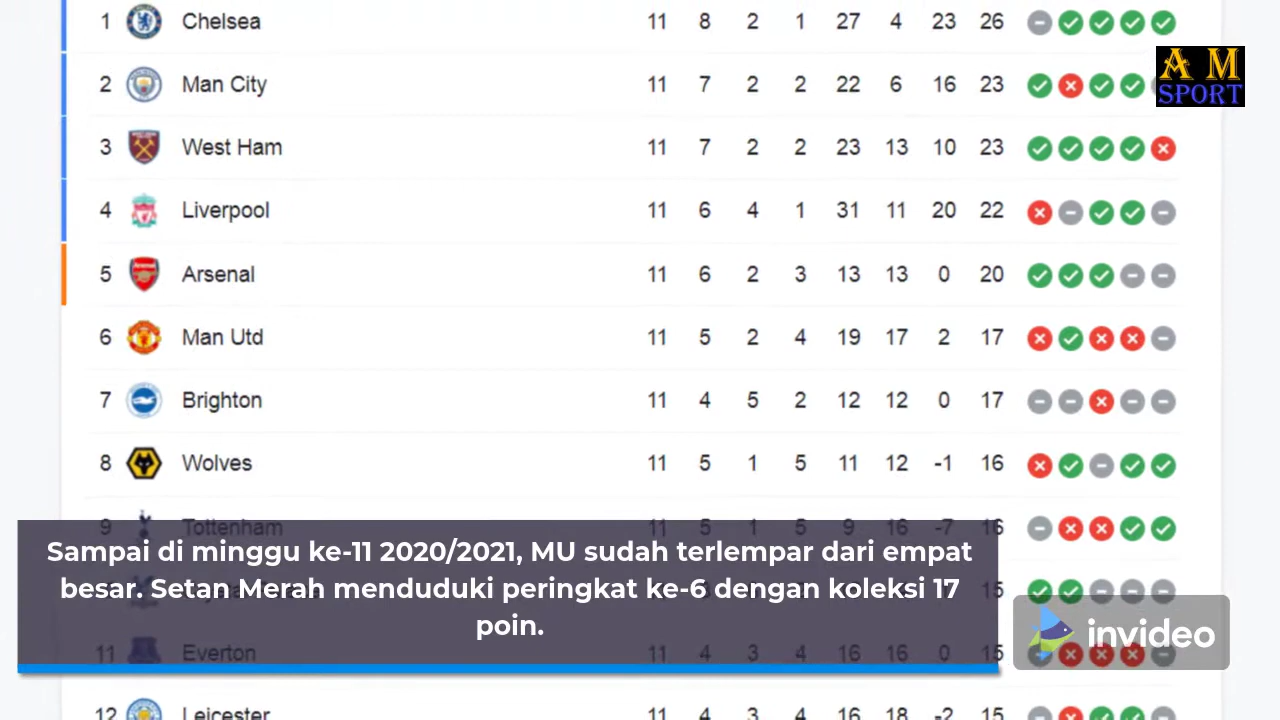 1 Chelsea 11 8 2 1 27 4 23 26
A M
SPORT
2 Man City 11 7 2 2 22 6 16 23
3 West Ham 11 7 2 2 23 13 10 23
4 Liverpool 11 6 4 1 31 11 20 22
5 Arsenal 11 6 2 3 13 13 0 20
6 Man Utd 11 5 2 4 19 17 2 17
7 Brighton 11 4 5 2 12 12 0 17
8 Wolves 11 5 1 5 11 12 -1 16
9 Tottenham 11 5 1 5 9 16 -7 16
Sampai di minggu ke-11 2020/2021, MU sudah terlempar dari empat
besar. Setan Merah menduduki peringkat ke-6 dengan koleksi 17
poin.
15
invideo
11 Everton 11 4 3 4 16 16 0 15
12 Leicester 11 4 3 4 16 18 -2 15